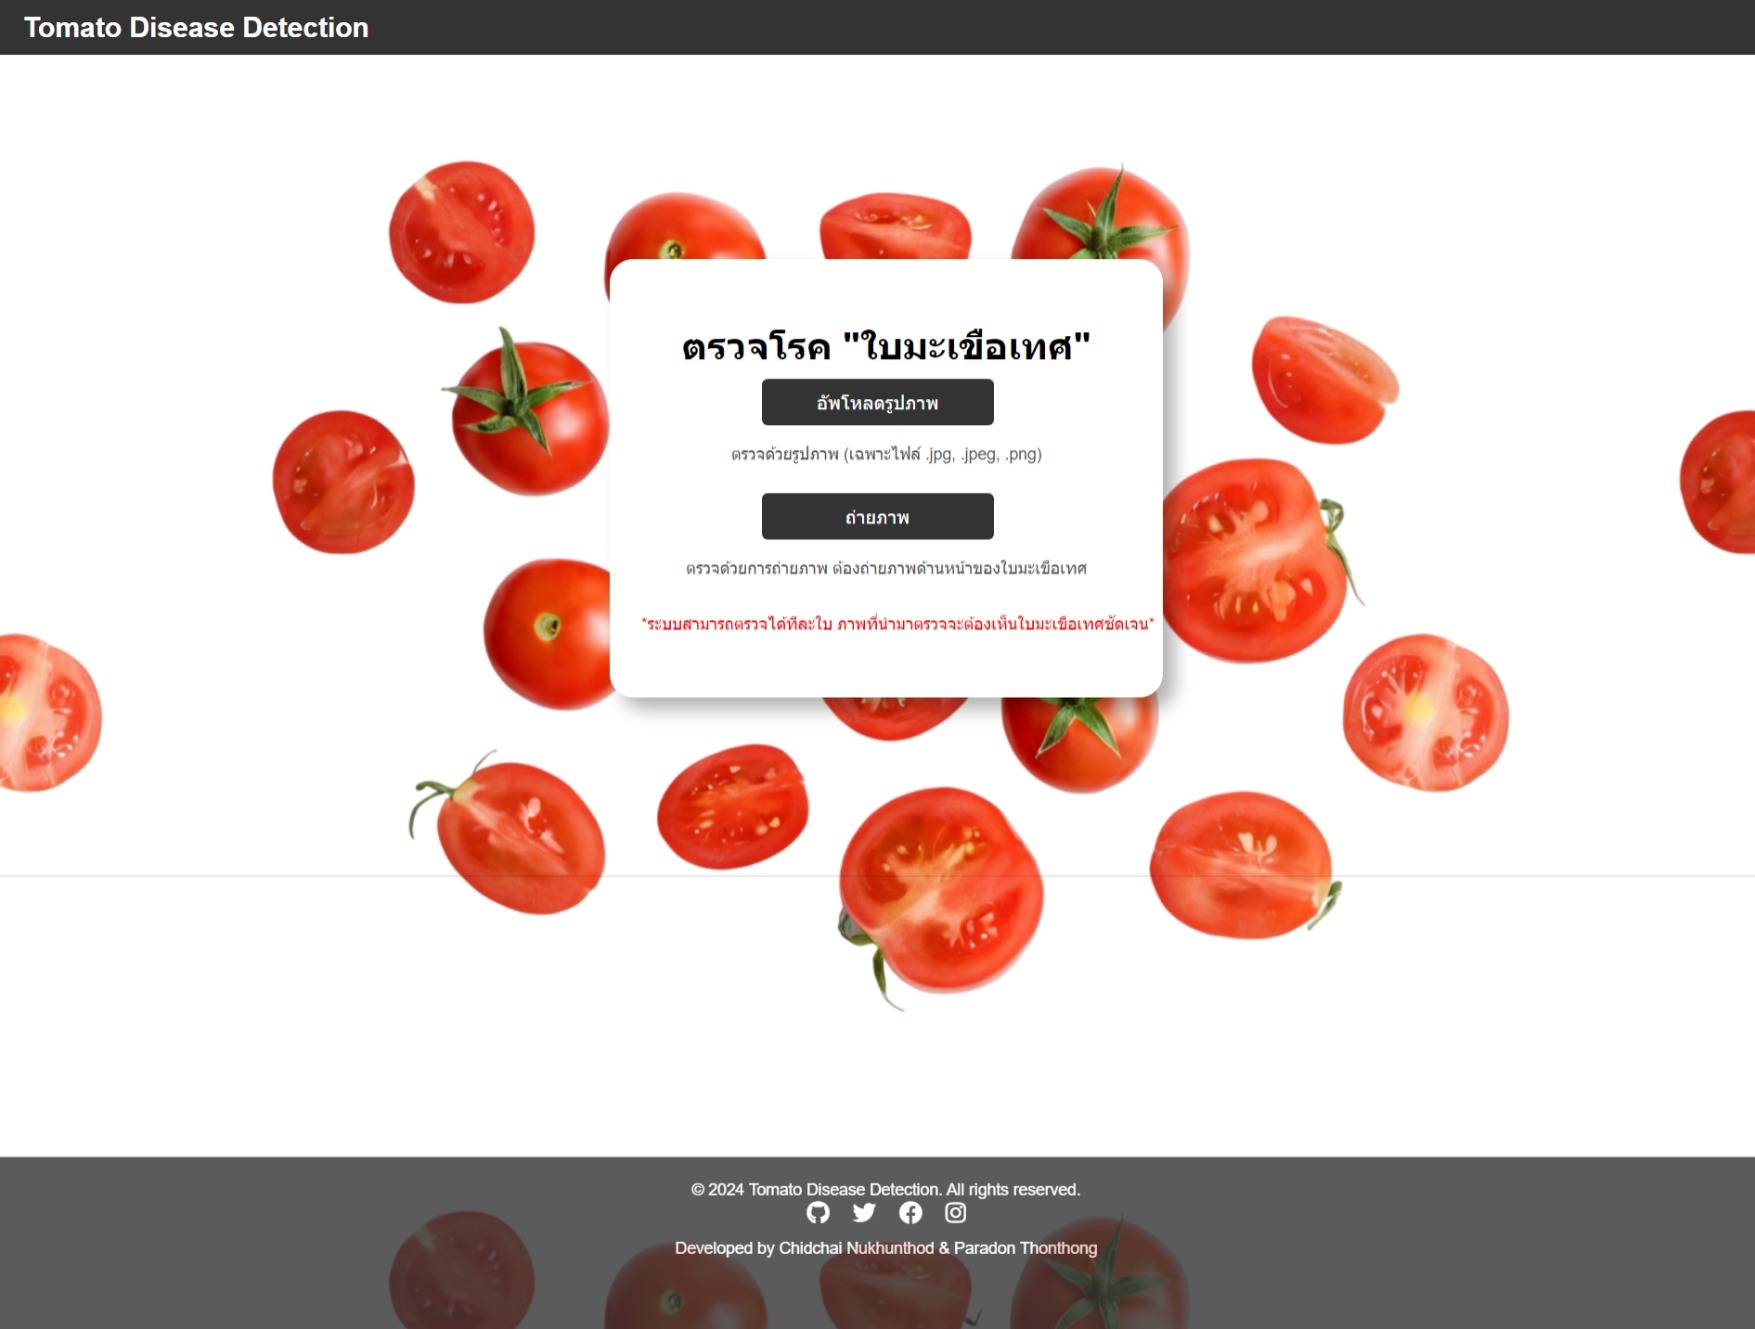 Tomato Disease Detection
ตรวจโรค "ใบมะเขือเทศ"
อัพโหลดรูปภาพ
ตรวจด้วยรูปภาพ (เฉพาะไฟล์ .jpg, .jpeg, .png)
ถ่ายภาพ
ตรวจด้วยการถ่ายภาพ ต้องถ่ายภาพด้านหน้าของใบมะเขือเทศ
*ระบบสามารถตรวจได้ทีละใบ ภาพที่นำมาตรวจจะต้องเห็นใบมะเขือเทศชัดเจน*
© 2024 Tomato Disease Detection. All rights reserved.
Developed by Chidchai Nukhunthod & Paradon Thonthong